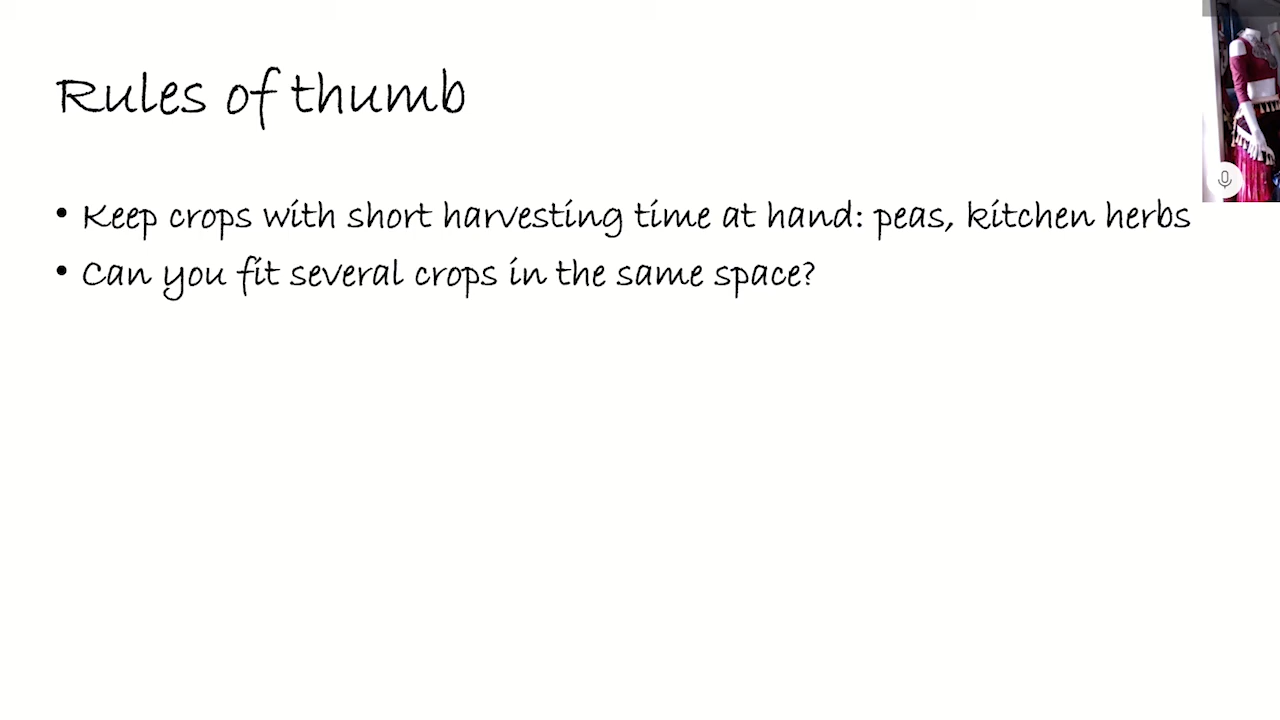 Rules of thumb
• Keep crops with short harvesting time at hand: peas, kitchen herbs
• Can you fit several crops in the same space?